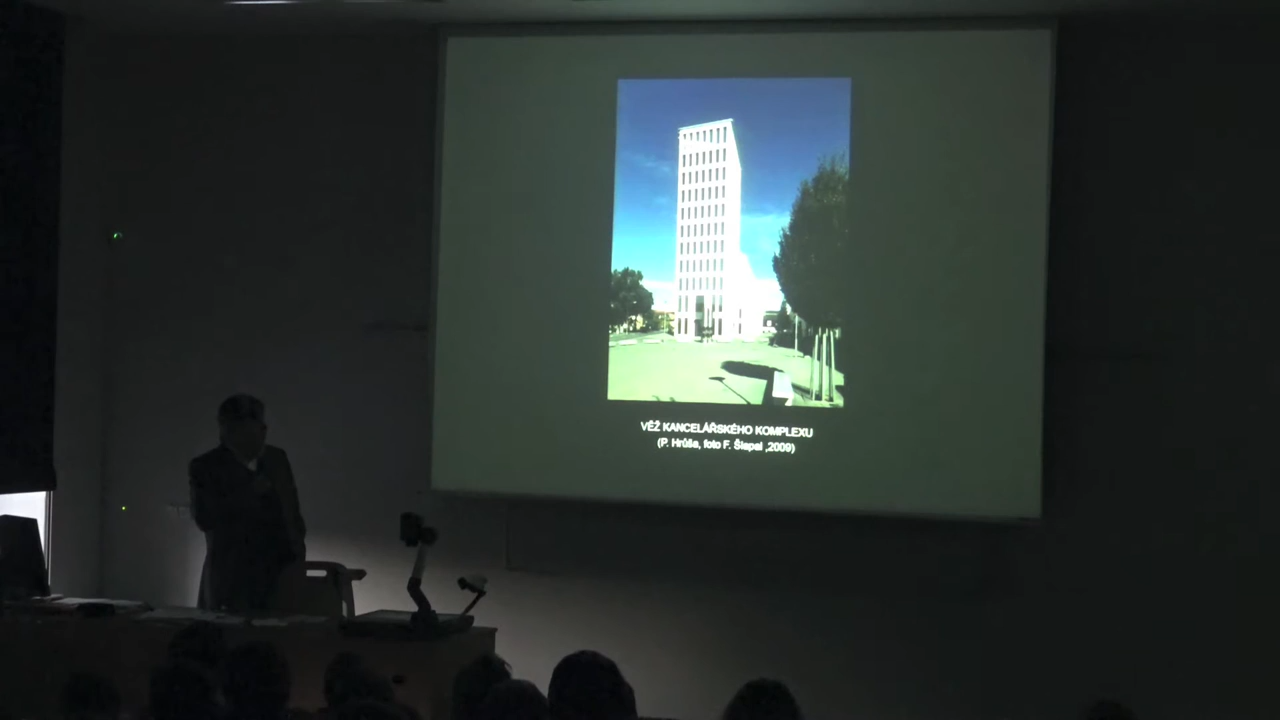 VĚŽ KANCELÁŘSKÉHO KOMPLEXU
(P. Hrůša, foto F. Šlapal ,2009)